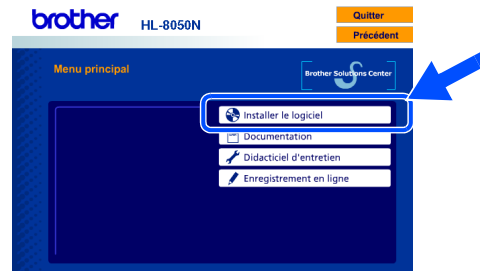 brother HL-8050N
Quitter
Précédent
Menu principal
Brother Solutions Center
Installer le logiciel
Documentation
Didacticiel d'entretien
Enregistrement en ligne